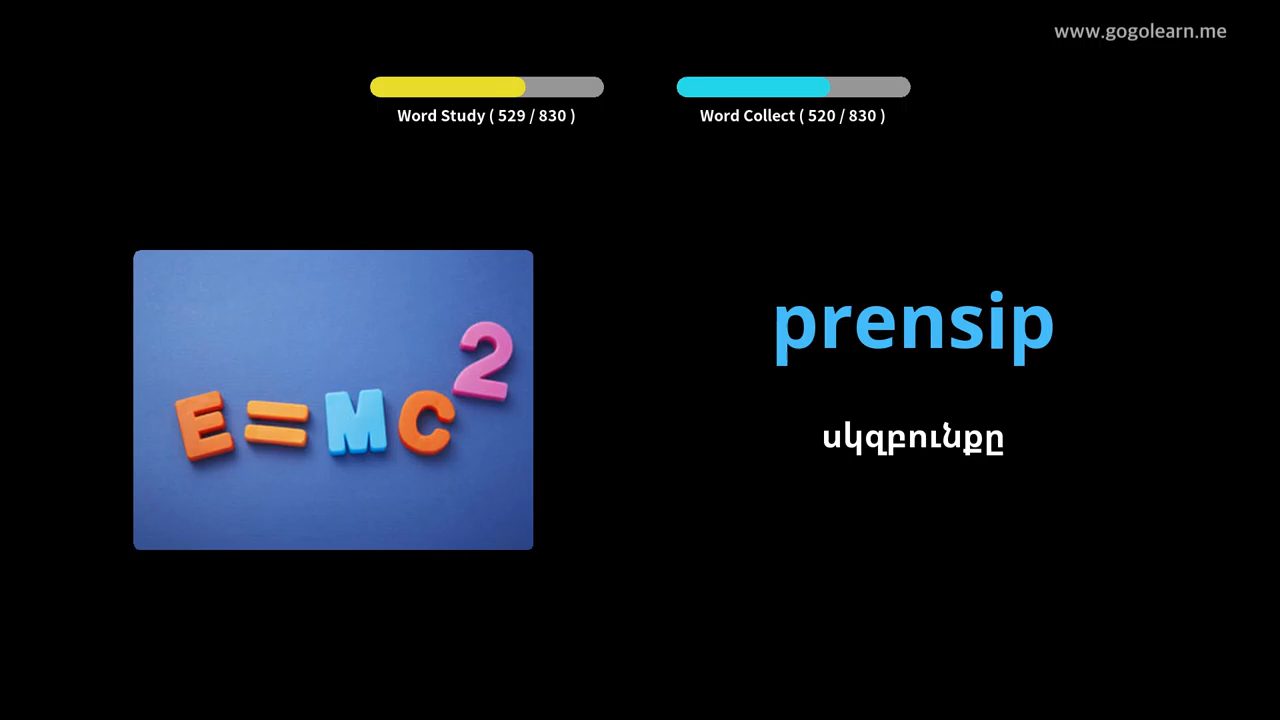 www.gogolearn.me
Word Study ( 529 / 830 )
Word Collect ( 520 / 830 )
E=MC²
prensip
սկզբունքը